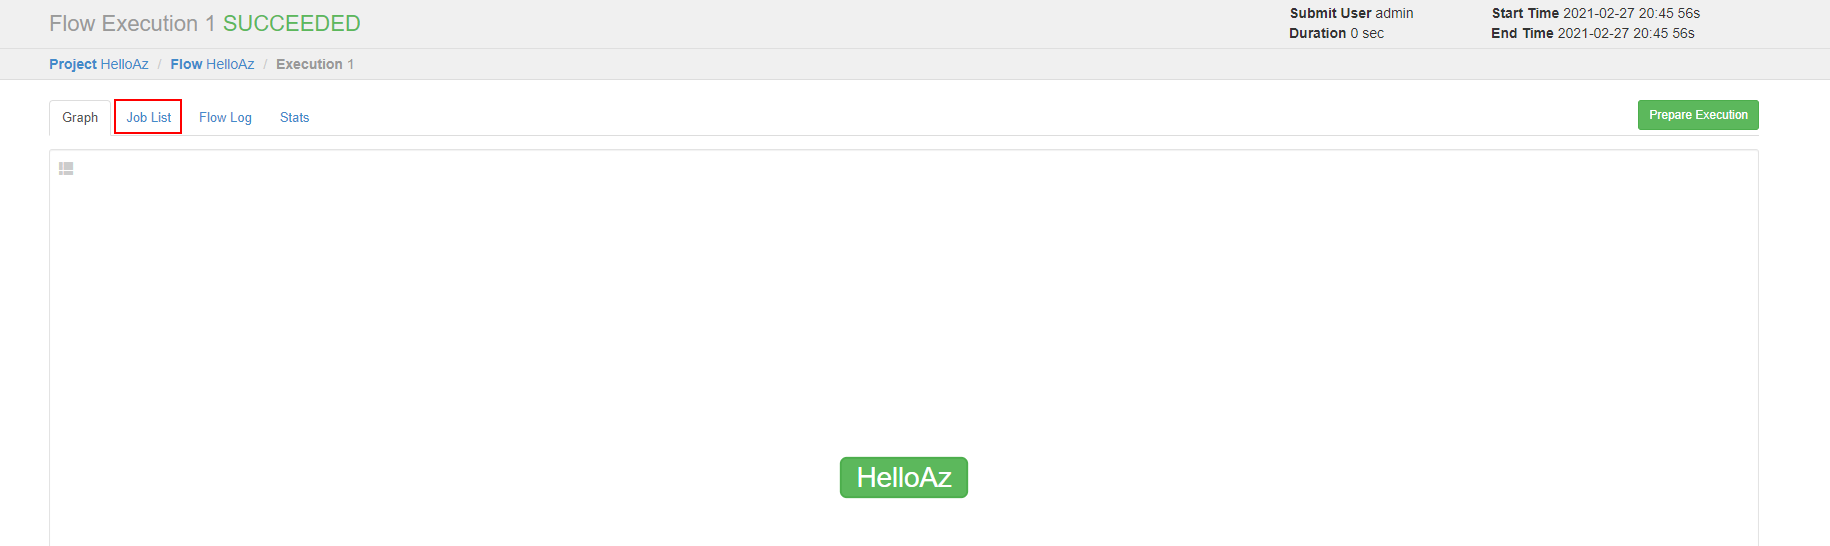 Flow Execution 1 SUCCEEDED
Submit User admin
Start Time 2021-02-27 20:45 56s
Duration 0 sec
End Time 2021-02-27 20:45 56s
Project HelloAz / Flow HelloAz / Execution 1
Graph Job List Flow Log Stats
Prepare Execution
HelloAz